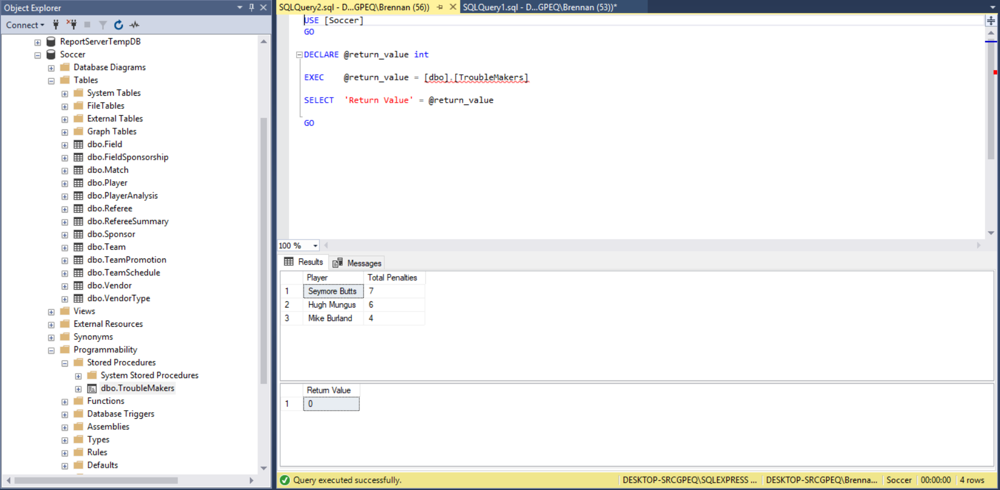 Object Explorer
Connect
ReportServerTempDB
Soccer
Database Diagrams
Tables
System Tables
FileTables
External Tables
Graph Tables
dbo.Field
dbo.FieldSponsorship
dbo.Match
dbo.Player
dbo.PlayerAnalysis
dbo.Referee
dbo.RefereeSummary
dbo.Sponsor
dbo.Team
dbo.TeamPromotion
dbo.TeamSchedule
dbo.Vendor
dbo.VendorType
Views
External Resources
Synonyms
Programmability
Stored Procedures
System Stored Procedures
dbo.TroubleMakers
Functions
Database Triggers
Assemblies
Types
Rules
Defaults
SQLQuery2.sql - D...GPEQ\Brennan (56)) SQLQuery1.sql - D...GPEQ\Brennan (53))*
USE [Soccer]
GO
DECLARE @return_value int
EXEC @return_value = [dbo].[TroubleMakers]
SELECT 'Return Value' = @return_value
GO
100 %
Results Messages
Player Total Penalties
1 Seymore Butts 7
2 Hugh Mungus 6
3 Mike Burland 4
Return Value
1 0
Query executed successfully. DESKTOP-SRCGPEQ\SQLEXPRESS ... DESKTOP-SRCGPEQ\Brenna... Soccer 00:00:00 4 rows